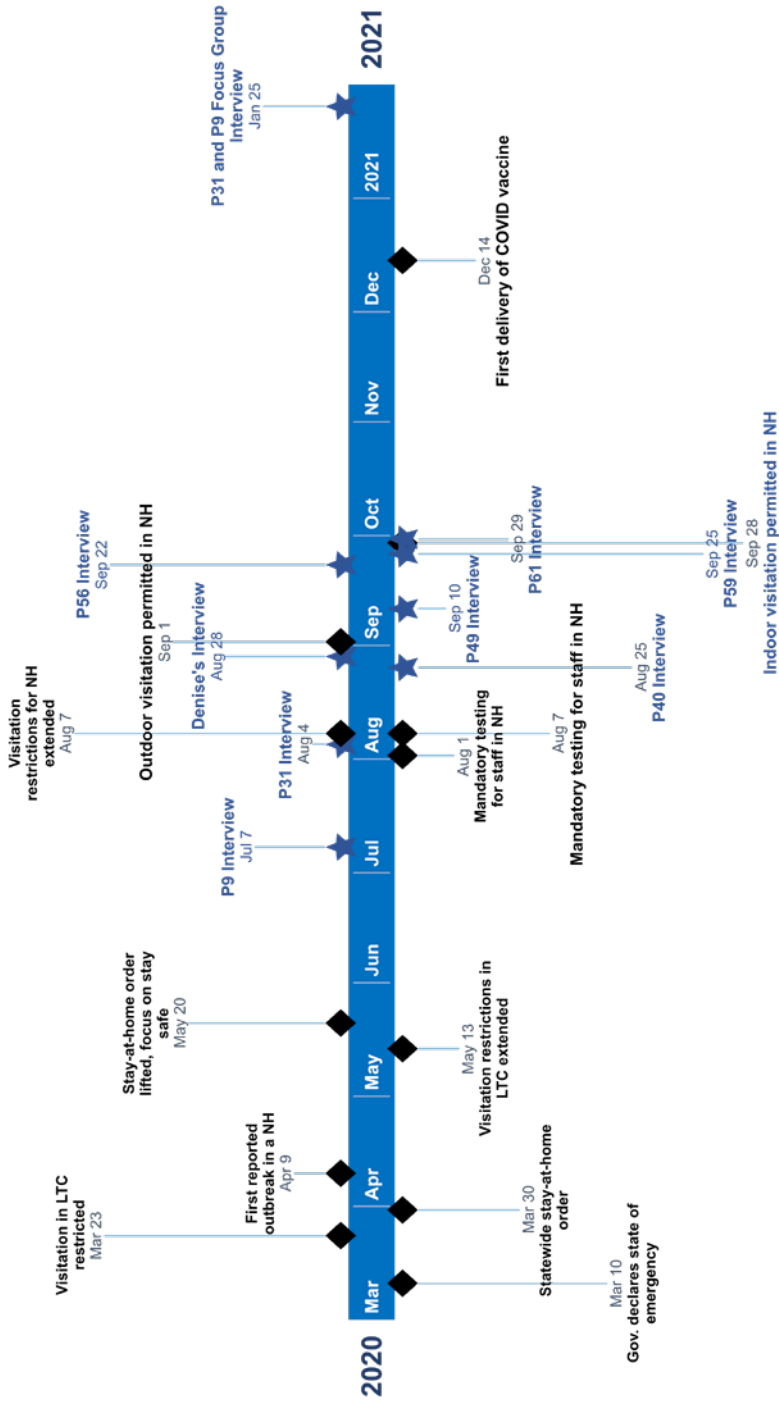 Visitation in LTC
restricted
Mar 23
First reported
outbreak in a NH
Apr 9
Stay-at-home order
lifted, focus on stay
safe
May 20
P9 Interview
Jul 7
P31 Interview
Aug 4
Visitation
restrictions for NH
extended
Aug 7
Denise's Interview
Aug 28
Outdoor visitation permitted in NH
Sep 1
P56 Interview
Sep 22
P31 and P9 Focus Group
Interview
Jan 25
2020
Mar
Apr
May
Jun
Jul
Aug
Sep
Oct
Nov
Dec
2021
2021
Mar 10
Gov. declares state of
emergency
Mar 30
Statewide stay-at-home
order
May 13
Visitation restrictions in
LTC extended
Aug 1
Mandatory testing
for staff in NH
Aug 7
Mandatory testing for staff in NH
Aug 25
P40 Interview
Sep 10
P49 Interview
Sep 25
P59 Interview
Sep 28
Indoor visitation permitted in NH
Sep 29
P61 Interview
Dec 14
First delivery of COVID vaccine